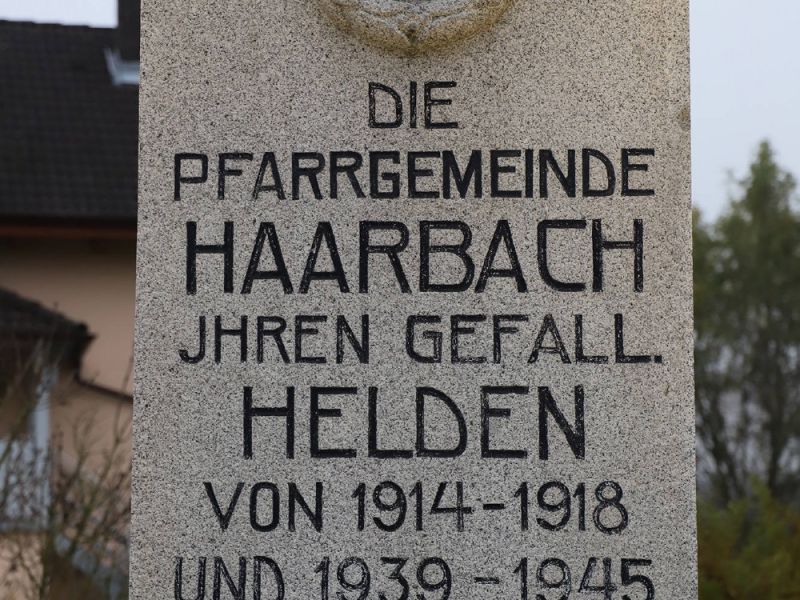 DIE
PFARRGEMEINDE
HAARBACH
JHREN GEFALL.
HELDEN
VON 1914-1918
UND 1939-1945